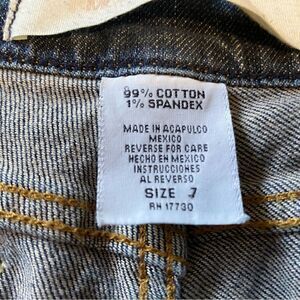 99% COTTON
1% SPANDEX
MADE IN ACAPULCO
MEXICO
REVERSE FOR CARE
HECHO EN MEXICO
INSTRUCCIONES
AL REVERSO
SIZE 7
RN 17730